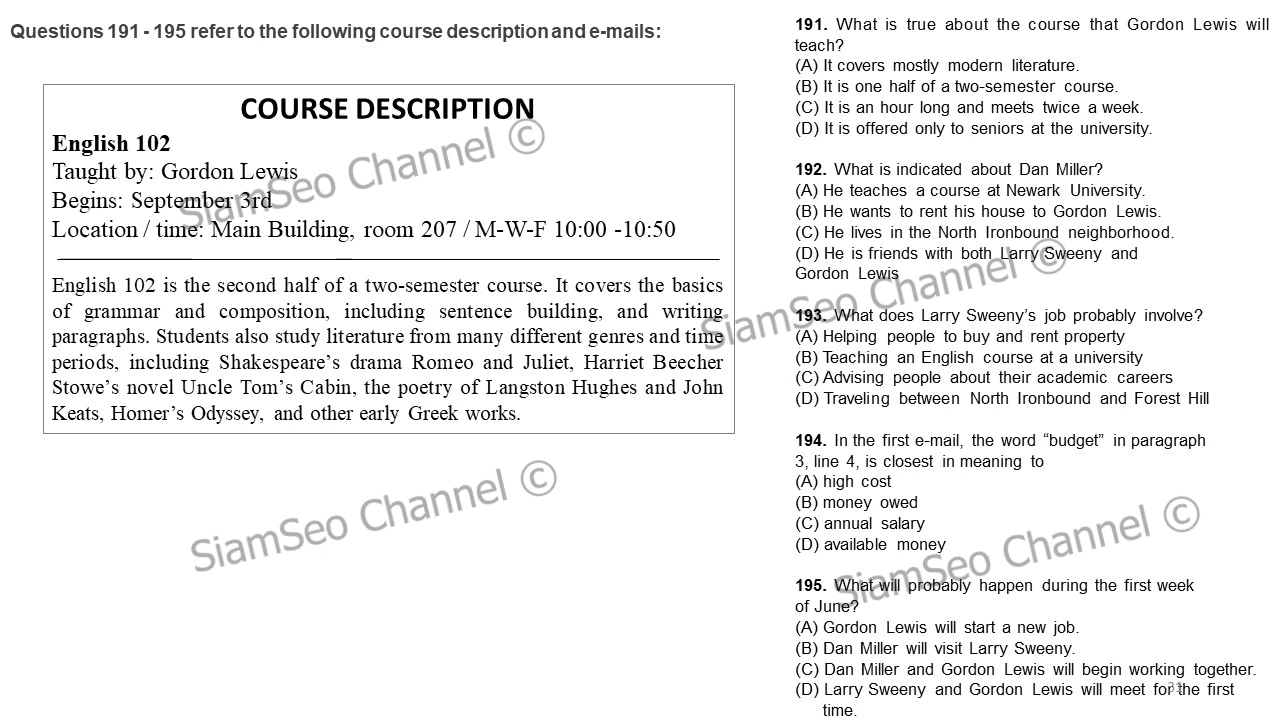 Questions 191 - 195 refer to the following course description and e-mails:
COURSE DESCRIPTION
English 102
Taught by: Gordon Lewis
Begins: September 3rd
Location / time: Main Building, room 207 / M-W-F 10:00 -10:50
English 102 is the second half of a two-semester course. It covers the basics
of grammar and composition, including sentence building, and writing
paragraphs. Students also study literature from many different genres and time
periods, including Shakespeare's drama Romeo and Juliet, Harriet Beecher
Stowe's novel Uncle Tom's Cabin, the poetry of Langston Hughes and John
Keats, Homer's Odyssey, and other early Greek works.
SiamSeo Channel ©
SiamSeo Channel ©
191. What is true about the course that Gordon Lewis will
teach?
(A) It covers mostly modern literature.
(B) It is one half of a two-semester course.
(C) It is an hour long and meets twice a week.
(D) It is offered only to seniors at the university.
192. What is indicated about Dan Miller?
(A) He teaches a course at Newark University.
(B) He wants to rent his house to Gordon Lewis.
(C) He lives in the North Ironbound neighborhood.
(D) He is friends with both Larry Sweeny and
Gordon Lewis
193. What does Larry Sweeny's job probably involve?
(A) Helping people to buy and rent property
(B) Teaching an English course at a university
(C) Advising people about their academic careers
(D) Traveling between North Ironbound and Forest Hill
194. In the first e-mail, the word “budget” in paragraph
3, line 4, is closest in meaning to
(A) high cost
(B) money owed
(C) annual salary
(D) available money
195. What will probably happen during the first week
of June?
(A) Gordon Lewis will start a new job.
(B) Dan Miller will visit Larry Sweeny.
(C) Dan Miller and Gordon Lewis will begin working together.
(D) Larry Sweeny and Gordon Lewis will meet for the first
time.
SiamSeo Channel ©
SiamSeo Channel ©
31